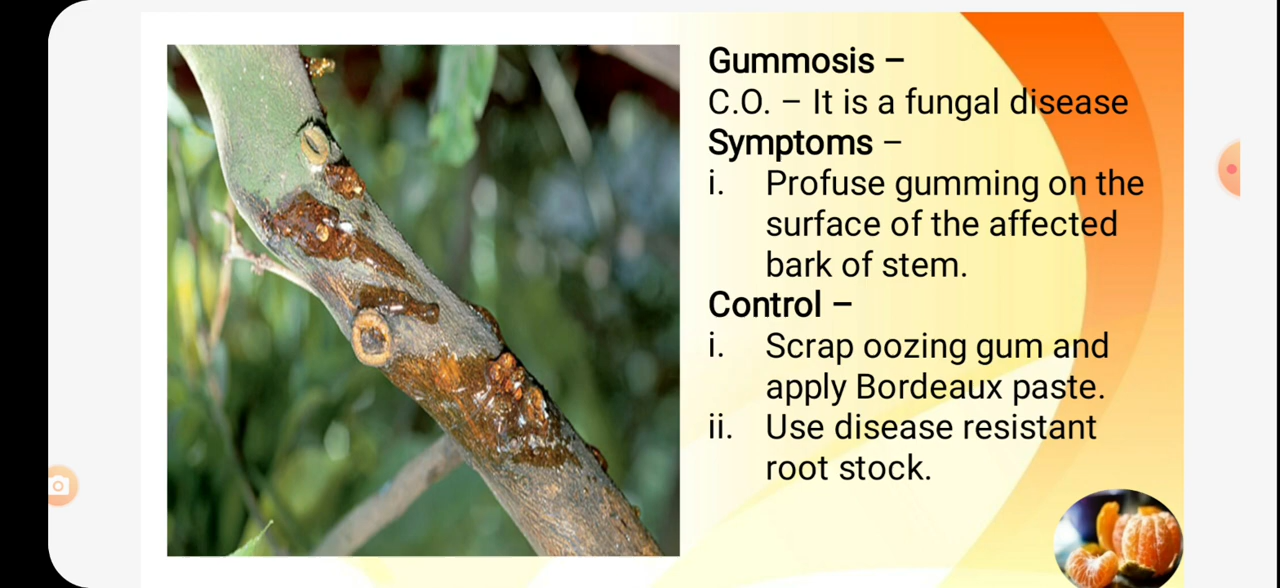 Gummosis –
C.O. – It is a fungal disease
Symptoms –
i. Profuse gumming on the
surface of the affected
bark of stem.
Control –
i. Scrap oozing gum and
apply Bordeaux paste.
ii. Use disease resistant
root stock.